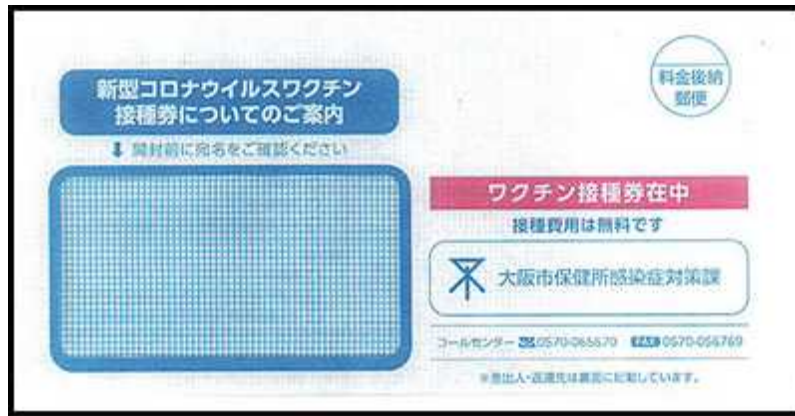 新型コロナウイルスワクチン
接種券についてのご案内
⬇ 開封前に宛名をご確認ください
料金後納
郵便
ワクチン接種券在中
接種費用は無料です
大阪市保健所感染症対策課
コールセンター 0570-065670 FAX 0570-056769
※差出人・返還先は裏面に記載しています。